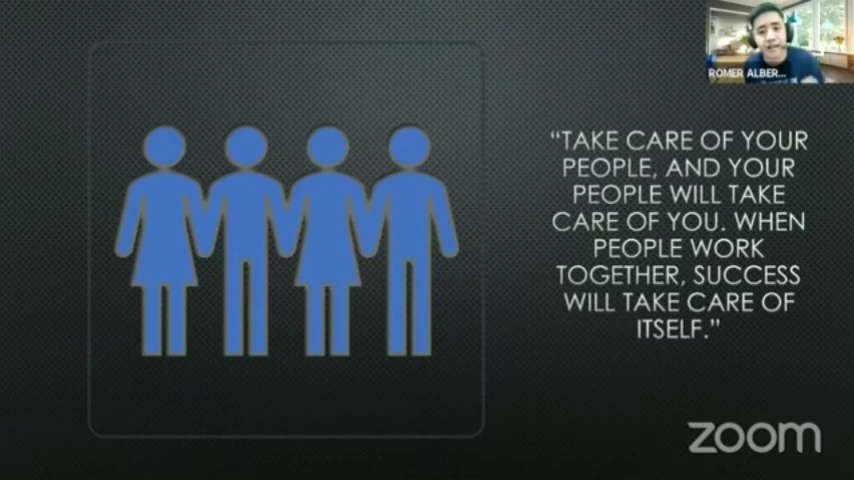 ROMER ALBER...
“TAKE CARE OF YOUR
PEOPLE, AND YOUR
PEOPLE WILL TAKE
CARE OF YOU. WHEN
PEOPLE WORK
TOGETHER, SUCCESS
WILL TAKE CARE OF
ITSELF.”
zoom